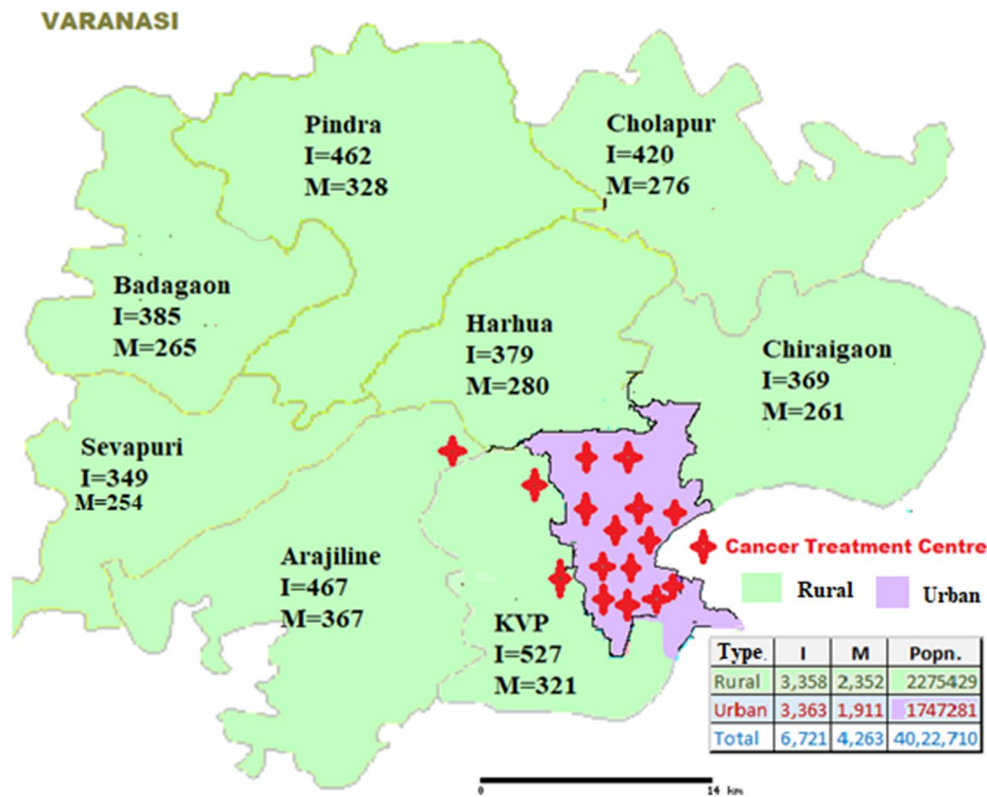 VARANASI
Pindra
I=462
M=328
Cholapur
I=420
M=276
Badagaon
I=385
M=265
Harhua
I=379
M=280
Chiraigaon
I=369
M=261
Sevapuri
I=349
M=254
Arajiline
I=467
M=367
KVP
I=527
M=321
Cancer Treatment Centre
Rural Urban
Type. I M Popn.
Rural 3,358 2,352 2275429
Urban 3,363 1,911 1747281
Total 6,721 4,263 40,22,710
0 14 km